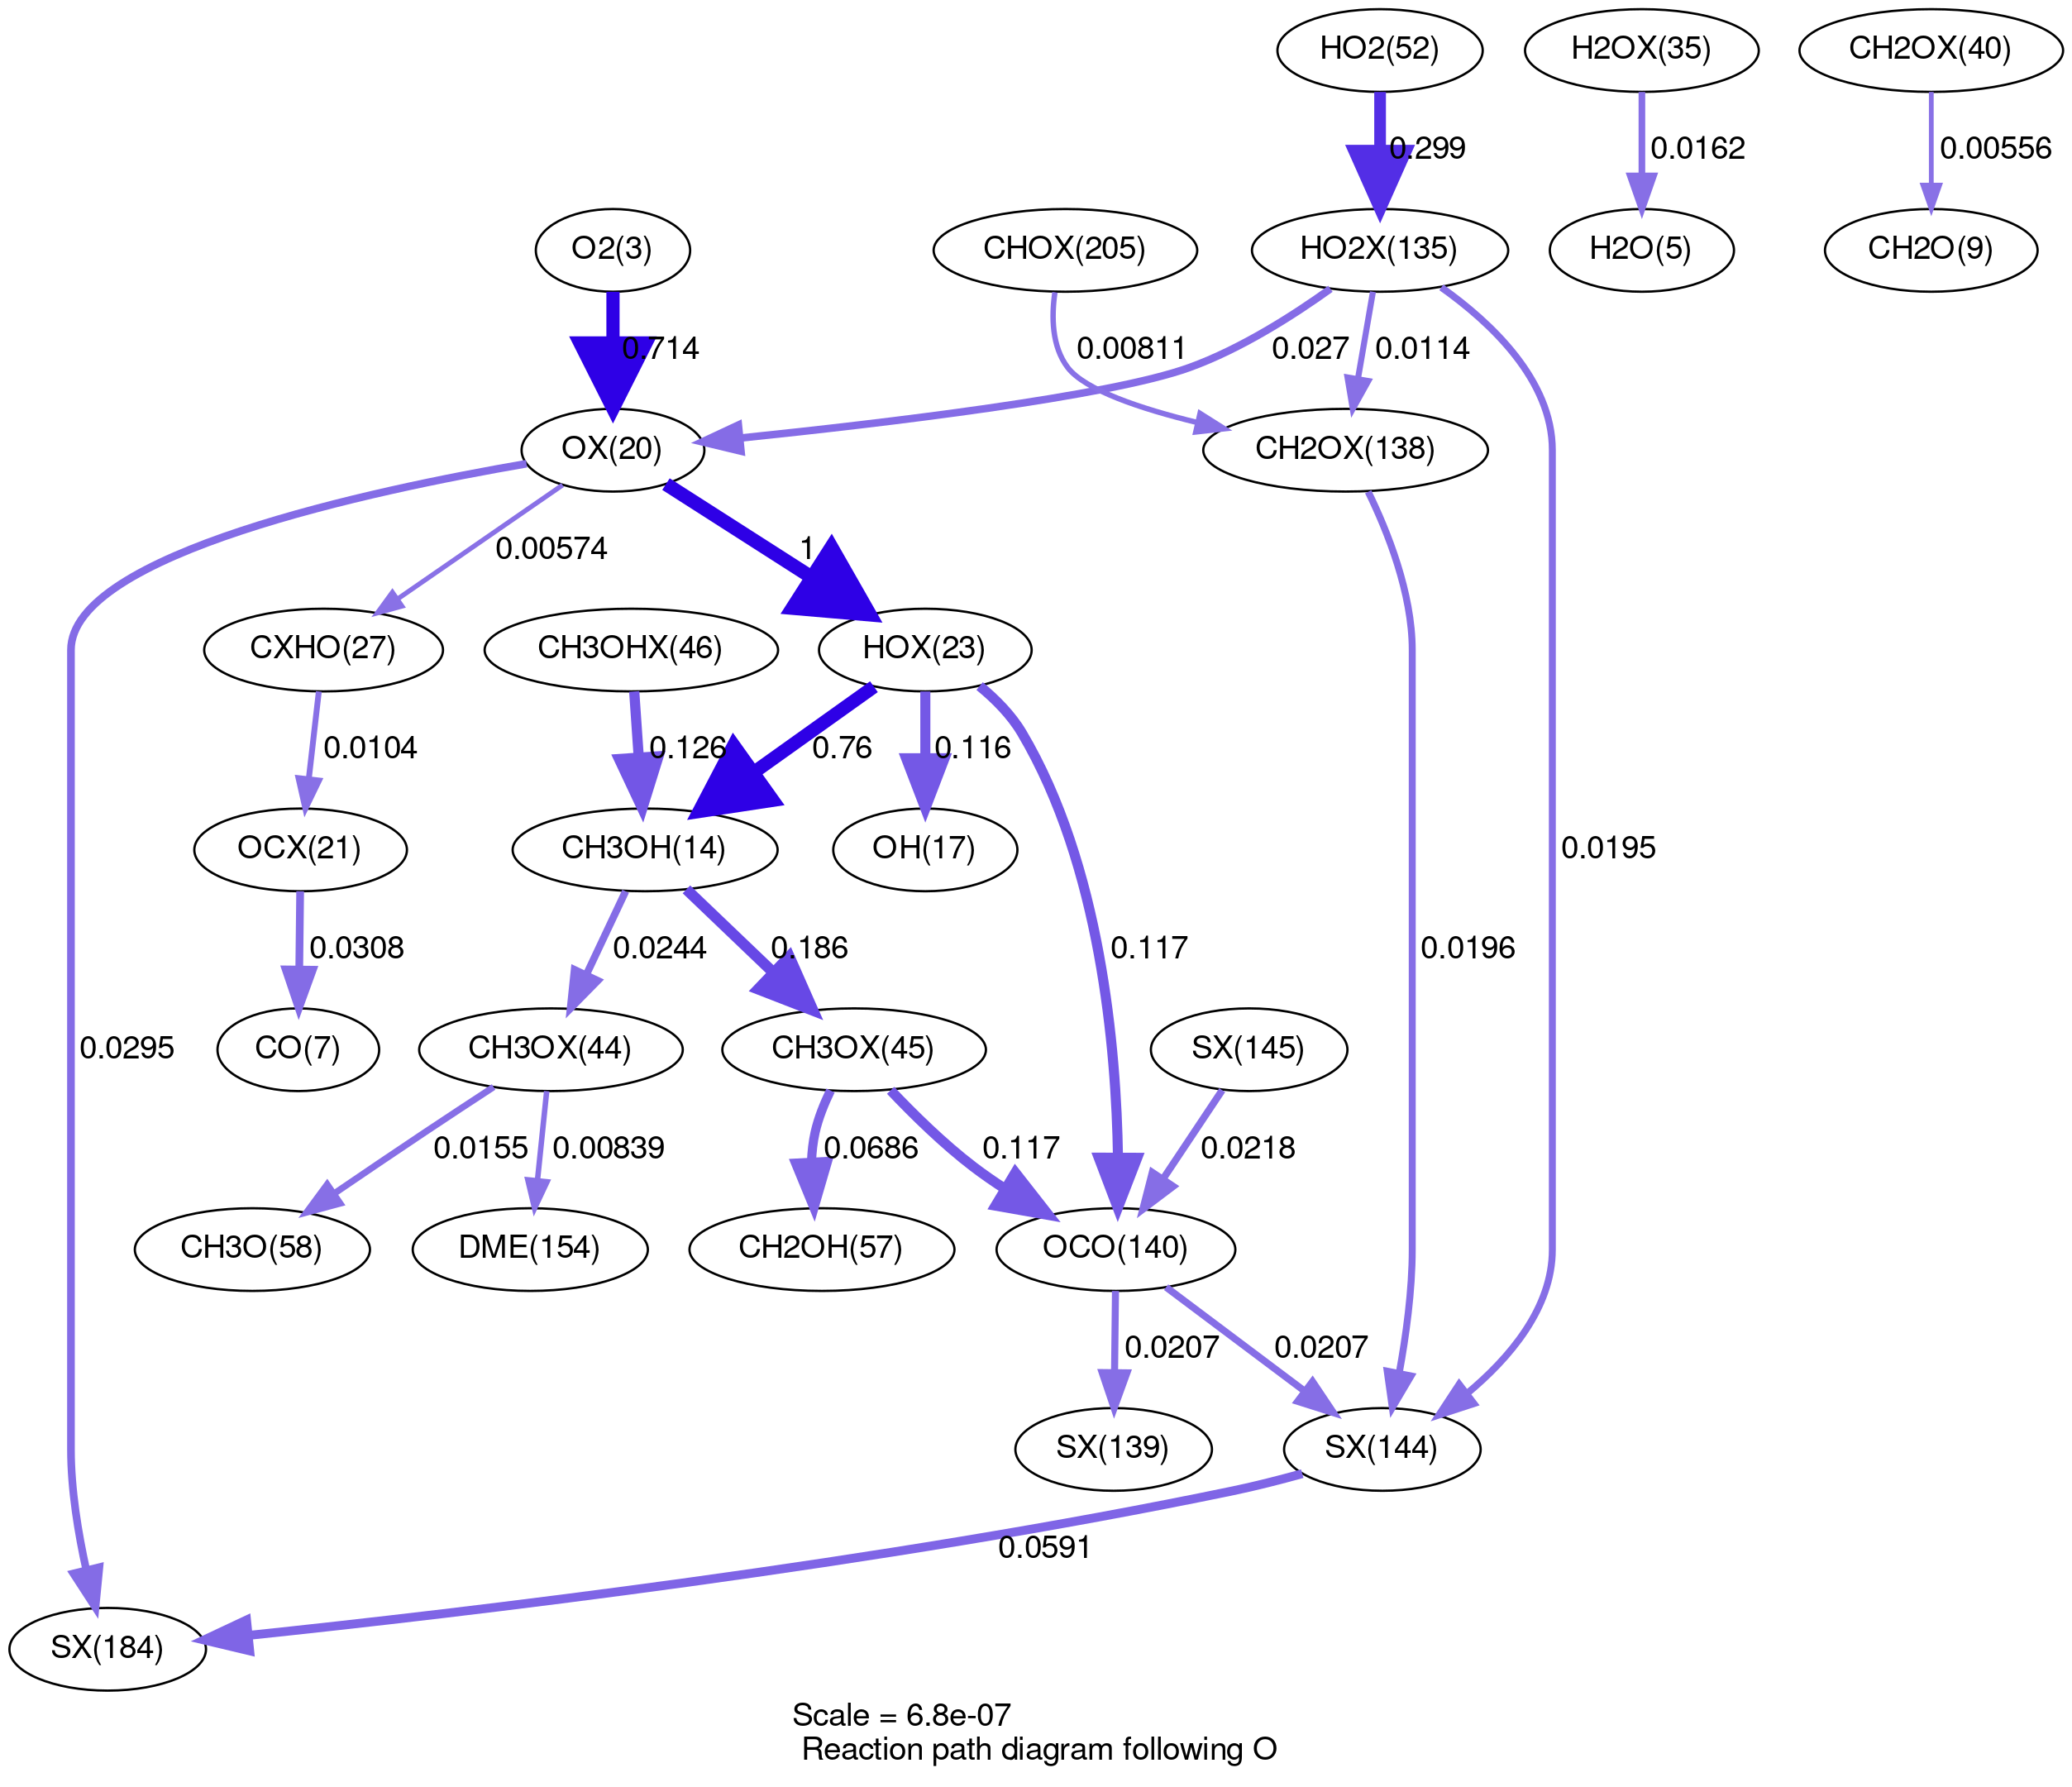 HO2(52)
H2OX(35)
CH2OX(40)
0.299
0.0162
0.00556
O2(3)
CHOX(205)
HO2X(135)
H2O(5)
CH2O(9)
0.714
0.00811
0.027
0.0114
OX(20)
CH2OX(138)
0.00574
1
CXHO(27)
CH3OHX(46)
HOX(23)
0.0104
0.126
0.76
0.116
OCX(21)
CH3OH(14)
OH(17)
0.0195
0.0308
0.0244
0.186
0.117
0.0196
0.0295
CO(7)
CH3OX(44)
CH3OX(45)
SX(145)
0.0155
0.00839
0.0686
0.117
0.0218
CH3O(58)
DME(154)
CH2OH(57)
OCO(140)
0.0207
0.0207
SX(139)
SX(144)
0.0591
SX(184)
Scale = 6.8e-07
Reaction path diagram following O